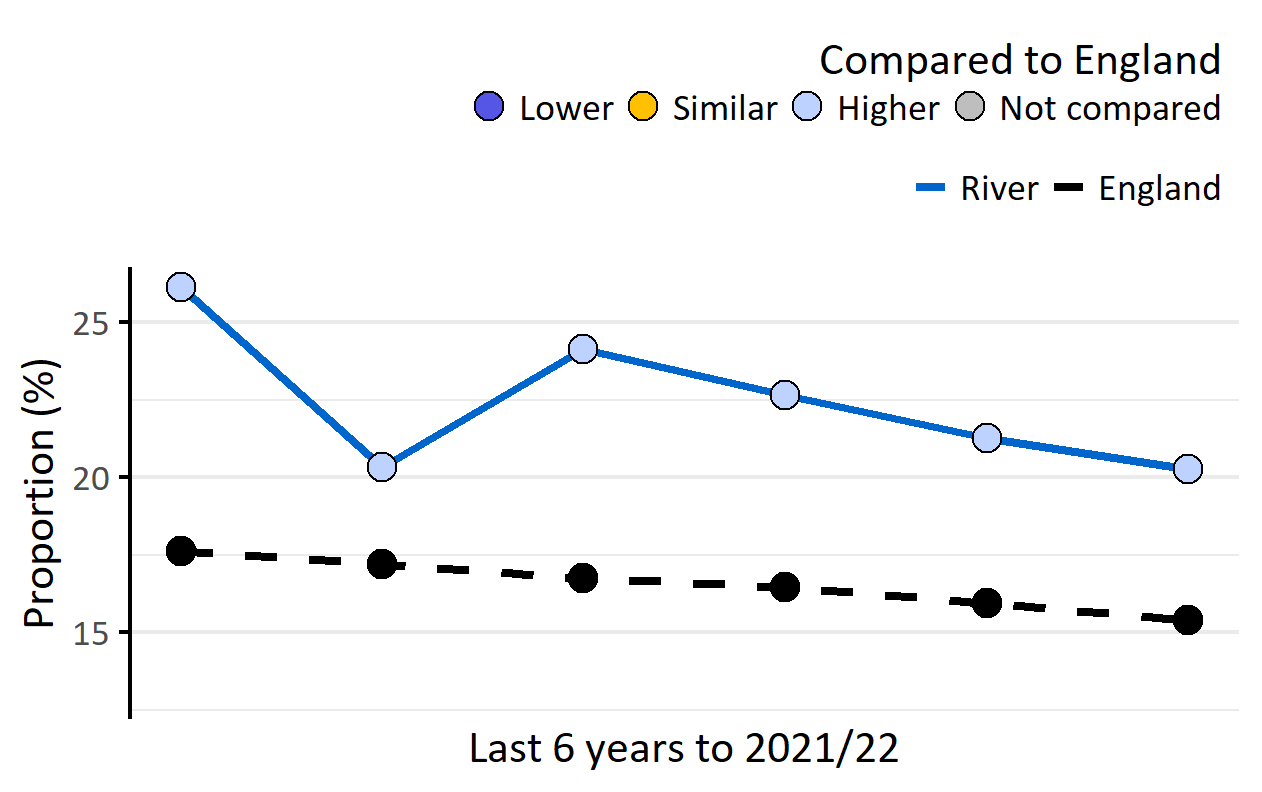 Compared to England
Lower Similar Higher Not compared
River England
25
20
15
Proportion (%)
Last 6 years to 2021/22